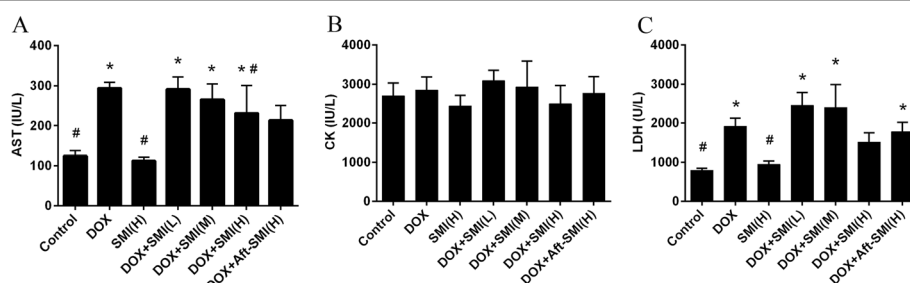 A
AST (IU/L)
400
300
200
100
0
#
*
#
*
*
* #
Control
DOX
SMI(H)
DOX+SMI(L)
DOX+SMI(M)
DOX+SMI(H)
DOX+Aft-SMI(H)
B
CK (IU/L)
4000
3000
2000
1000
0
Control
DOX
SMI(H)
DOX+SMI(L)
DOX+SMI(M)
DOX+SMI(H)
DOX+Aft-SMI(H)
C
LDH (U/L)
4000
3000
2000
1000
0
#
*
#
*
*
*
Control
DOX
SMI(H)
DOX+SMI(L)
DOX+SMI(M)
DOX+SMI(H)
DOX+Aft-SMI(H)